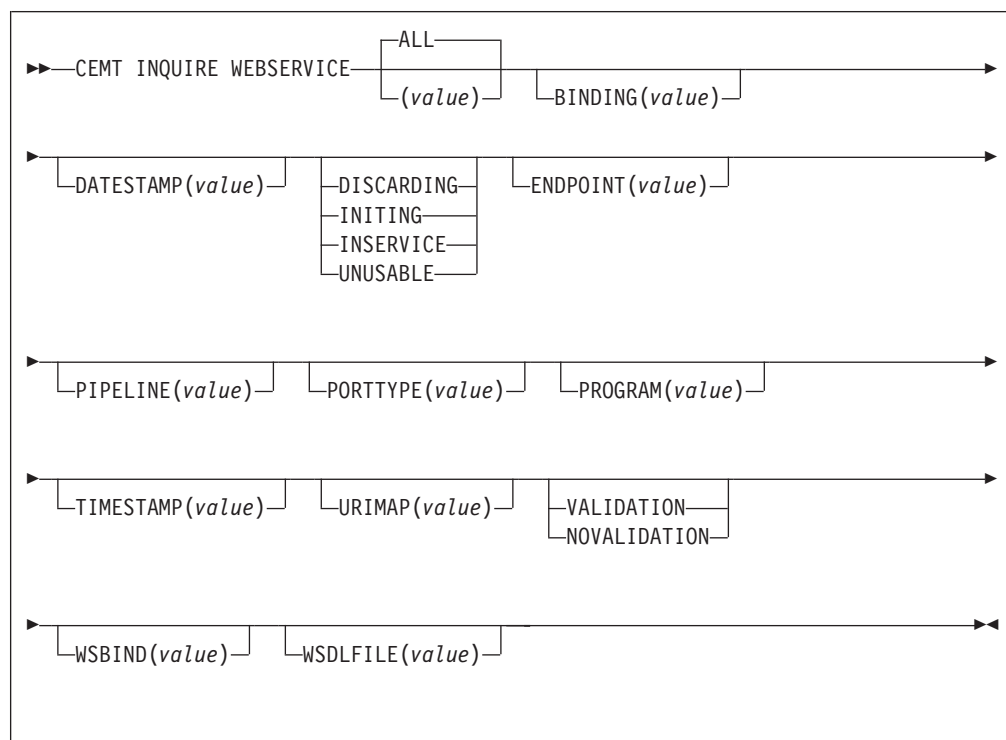 ALL
CEMT INQUIRE WEBSERVICE
(value)
BINDING(value)
DATESTAMP(value)
DISCARDING
INITING
INSERVICE
UNUSABLE
ENDPOINT(value)
PIPELINE(value)
PORTTYPE(value)
PROGRAM(value)
TIMESTAMP(value)
URIMAP(value)
VALIDATION
NOVALIDATION
WSBIND(value)
WSDLFILE(value)